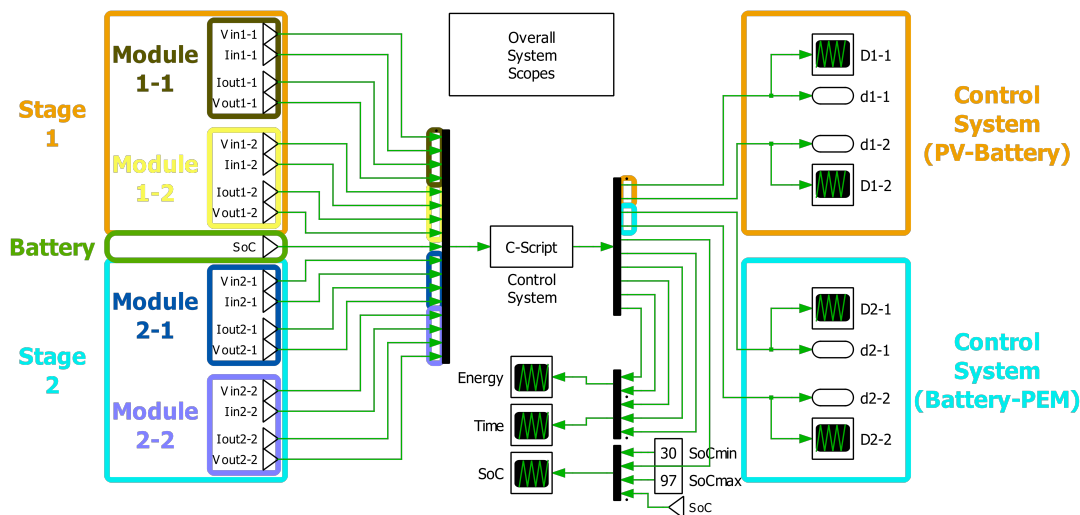 Stage
1
Module
1-1
Vin1-1
Iin1-1
Iout1-1
Vout1-1
Module
1-2
Vin1-2
Iin1-2
Iout1-2
Vout1-2
Battery
SoC
Stage
2
Module
2-1
Vin2-1
Iin2-1
Iout2-1
Vout2-1
Module
2-2
Vin2-2
Iin2-2
Iout2-2
Vout2-2
Overall
System
Scopes
C-Script
Control
System
Energy
Time
SoC
30
SoCmin
97
SoCmax
SoC
D1-1
d1-1
d1-2
D1-2
Control
System
(PV-Battery)
D2-1
d2-1
d2-2
D2-2
Control
System
(Battery-PEM)